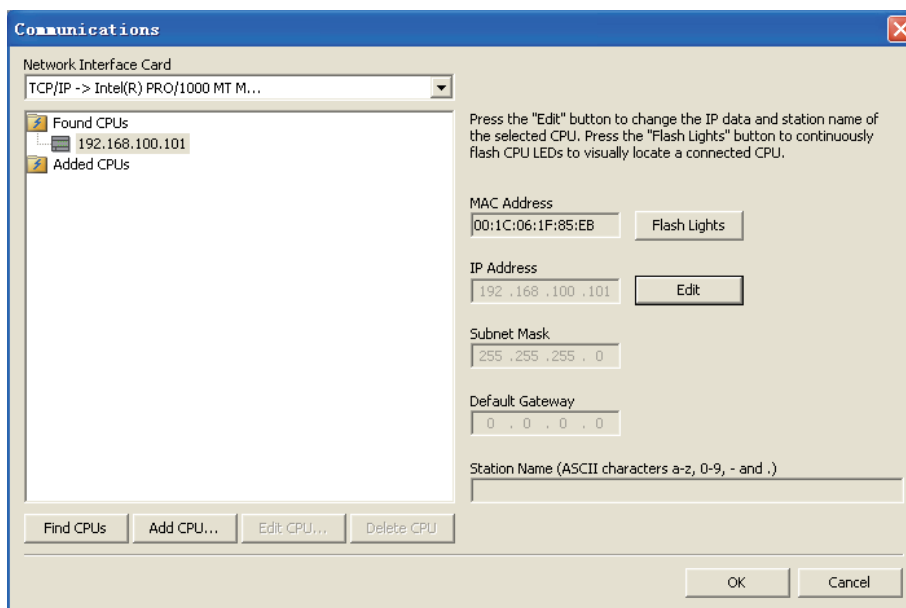 Communications
Network Interface Card
TCP/IP -> Intel(R) PRO/1000 MT M...
Found CPUs
192.168.100.101
Added CPUs
Press the "Edit" button to change the IP data and station name of
the selected CPU. Press the "Flash Lights" button to continuously
flash CPU LEDs to visually locate a connected CPU.
MAC Address
00:1C:06:1F:85:EB
Flash Lights
IP Address
192 .168 .100 .101
Edit
Subnet Mask
255 .255 .255 . 0
Default Gateway
0 . 0 . 0 . 0
Station Name (ASCII characters a-z, 0-9, - and .)
Find CPUs
Add CPU...
Edit CPU...
Delete CPU
OK
Cancel